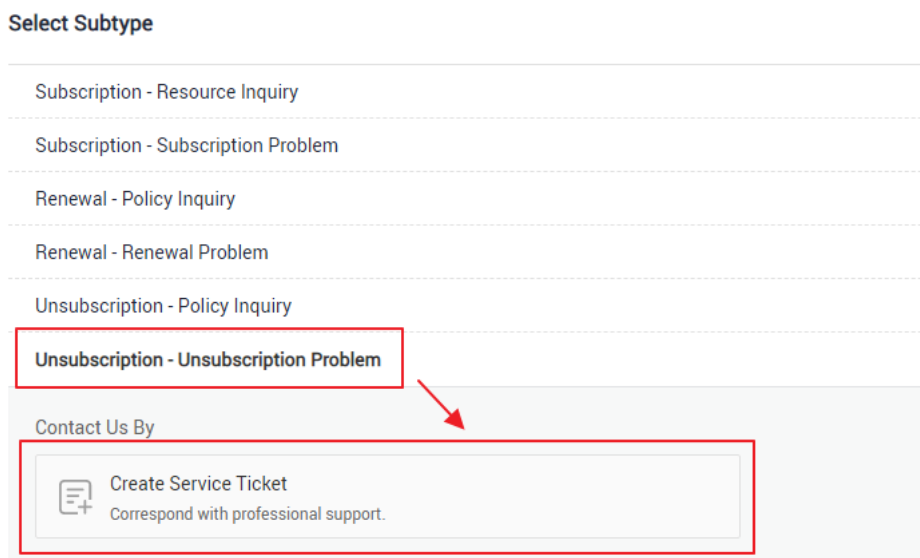 Select Subtype
Subscription - Resource Inquiry
Subscription - Subscription Problem
Renewal - Policy Inquiry
Renewal - Renewal Problem
Unsubscription - Policy Inquiry
Unsubscription - Unsubscription Problem
Contact Us By
Create Service Ticket
Correspond with professional support.